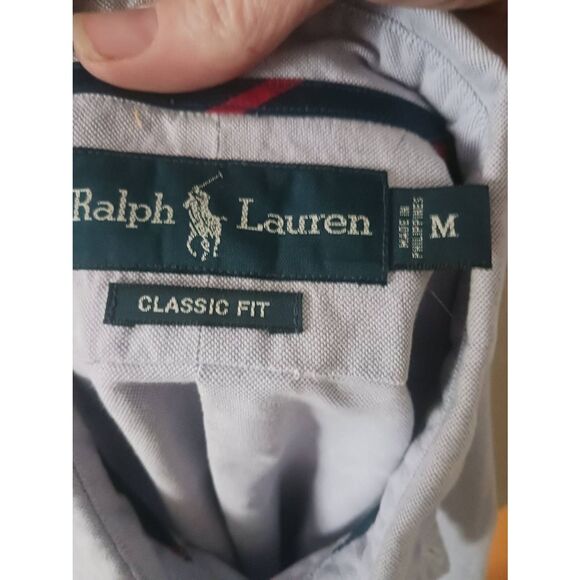 Ralph Lauren
MADE IN
PHILIPPINES
M
CLASSIC FIT